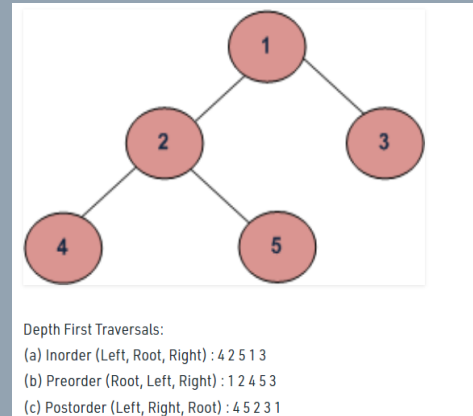 1
2
3
4
5
Depth First Traversals:
(a) Inorder (Left, Root, Right) : 4 2 5 1 3
(b) Preorder (Root, Left, Right) : 1 2 4 5 3
(c) Postorder (Left, Right, Root) : 4 5 2 3 1